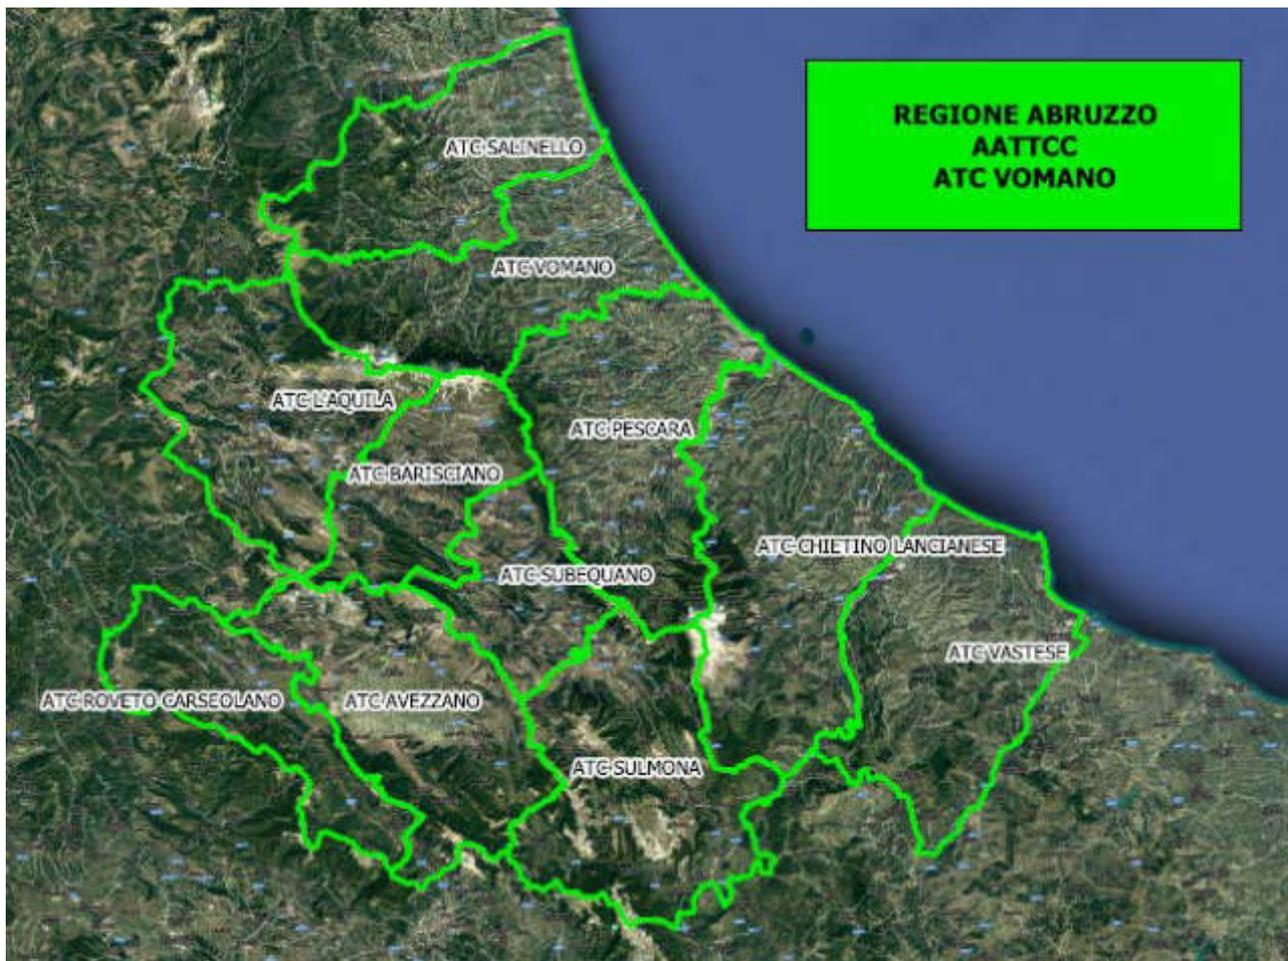 REGIONE ABRUZZO
AATTCC
ATC VOMANO
ATC SALINELLO
ATC VOMANO
ATC L'AQUILA
ATC PESCARA
ATC BARISCIANO
ATC CHIETINO LANCIANESE
ATC SUBEQUANO
ATC VASTESE
ATC ROVETO CARSEOLANO
ATC AVEZZANO
ATC SULMONA